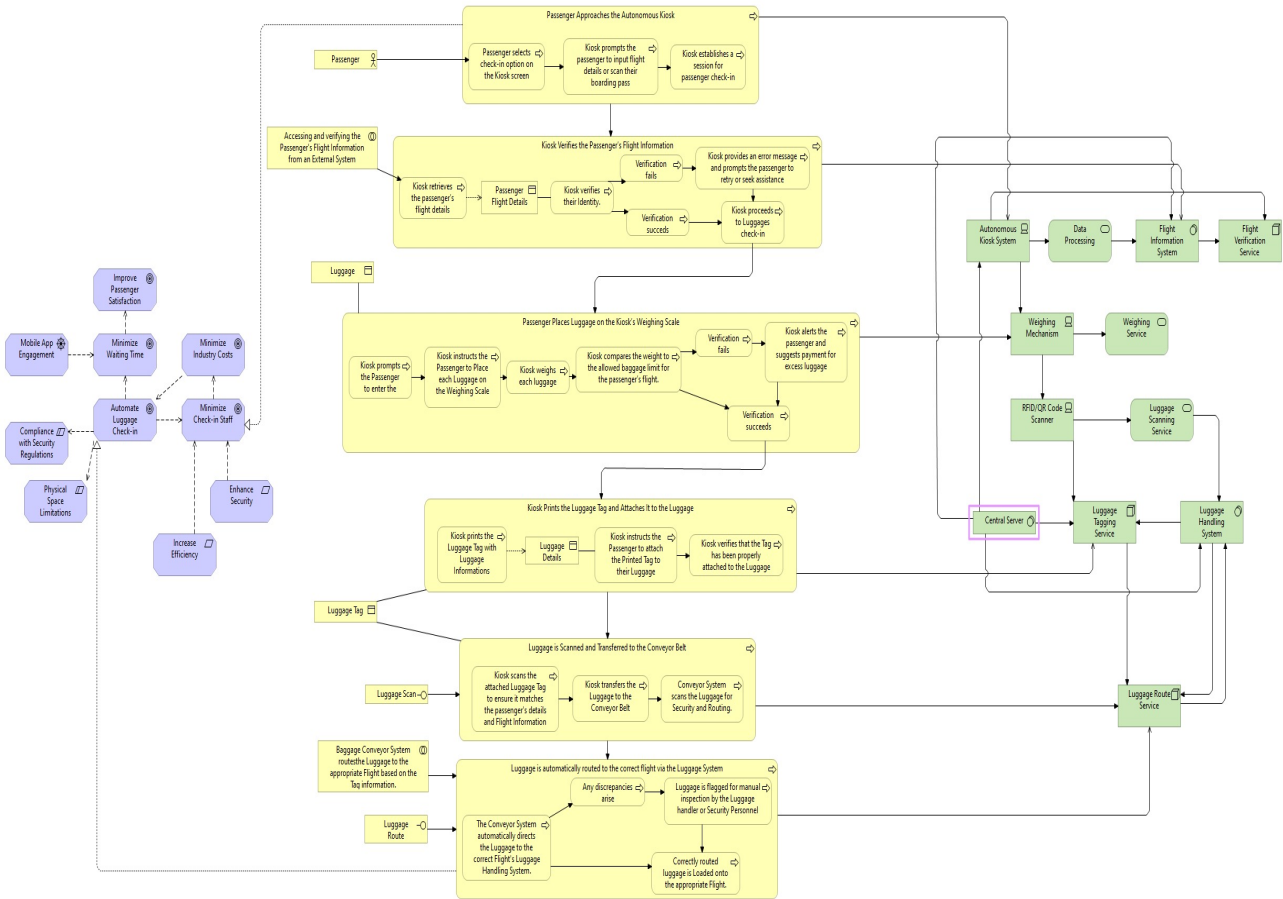 Passenger Approaches the Autonomous Kiosk
Passenger
Passenger selects
check-in option on
the Kiosk screen
Kiosk prompts the
passenger to input flight
details or scan their
boarding pass
Kiosk establishes a
session for
passenger check-in
Accessing and verifying the
Passenger's Flight Information
from an External System
Kiosk Verifies the Passenger's Flight Information
Kiosk retrieves
the passenger's
flight details
Passenger
Flight Details
Kiosk verifies
their Identity.
Verification
fails
Kiosk provides an error message
and prompts the passenger to
retry or seek assistance
Verification
succeds
Kiosk proceeds
to Luggages
check-in
Luggage
Passenger Places Luggage on the Kiosk's Weighing Scale
Kiosk prompts
the Passenger
to enter the
Kiosk instructs the
Passenger to Place
each Luggage on
the Weighing Scale
Kiosk weighs
each luggage
Kiosk compares the weight to
the allowed baggage limit for
the passenger's flight.
Verification
fails
Kiosk alerts the
passenger and
suggests payment for
excess luggage
Verification
succeeds
Kiosk Prints the Luggage Tag and Attaches It to the Luggage
Kiosk prints the
Luggage Tag with
Luggage
Informations
Luggage
Details
Kiosk instructs the
Passenger to attach
the Printed Tag to
their Luggage
Kiosk verifies that the Tag
has been properly
attached to the Luggage
Luggage Tag
Luggage is Scanned and Transferred to the Conveyor Belt
Luggage Scan
Kiosk scans the
attached Luggage Tag
to ensure it matches
the passenger's details
and Flight Information
Kiosk transfers the
Luggage to the
Conveyor Belt
Conveyor System
scans the Luggage for
Security and Routing.
Baggage Conveyor System
routesthe Luggage to the
appropriate Flight based on the
Tag information.
Luggage is automatically routed to the correct flight via the Luggage System
Luggage
Route
The Conveyor System
automatically directs
the Luggage to the
correct Flight's Luggage
Handling System.
Any discrepancies
arise
Luggage is flagged for manual
inspection by the Luggage
handler or Security Personnel
Correctly routed
luggage is Loaded onto
the appropriate Flight.
Improve
Passenger
Satisfaction
Mobile App
Engagement
Minimize
Waiting Time
Minimize
Industry Costs
Automate
Luggage
Check-in
Minimize
Check-in Staff
Compliance
with Security
Regulations
Physical
Space
Limitations
Enhance
Security
Increase
Efficiency
Autonomous
Kiosk System
Data
Processing
Flight
Information
System
Flight
Verification
Service
Weighing
Mechanism
Weighing
Service
RFID/QR Code
Scanner
Luggage
Scanning
Service
Central Server
Luggage
Tagging
Service
Luggage
Handling
System
Luggage Route
Service